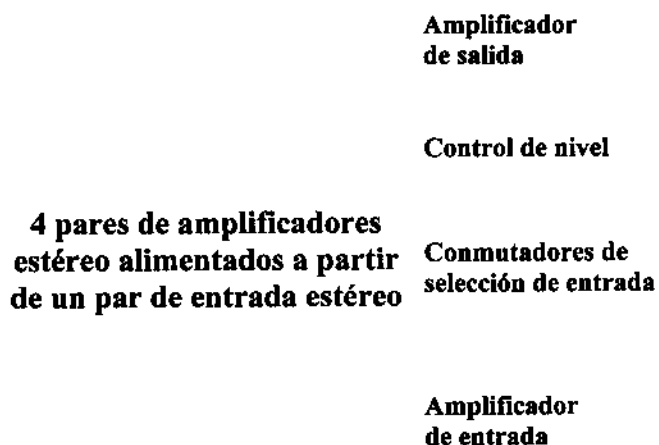 Amplificador
de salida
Control de nivel
4 pares de amplificadores
estéreo alimentados a partir
de un par de entrada estéreo
Conmutadores de
selección de entrada
Amplificador
de entrada